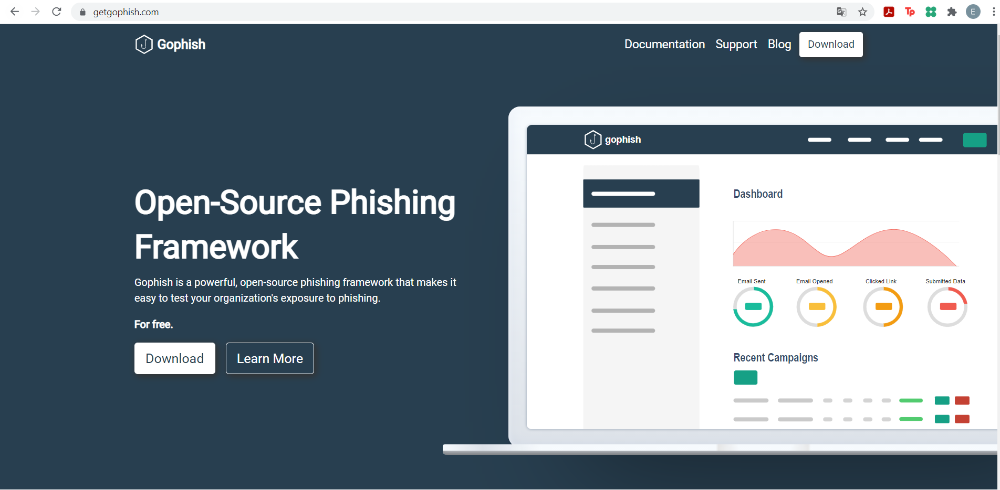 getgophish.com
E
Gophish
Documentation Support Blog Download
Open-Source Phishing
Framework
Gophish is a powerful, open-source phishing framework that makes it
easy to test your organization's exposure to phishing.
For free.
Download Learn More
gophish
Dashboard
Email Sent Email Opened Clicked Link Submitted Data
Recent Campaigns